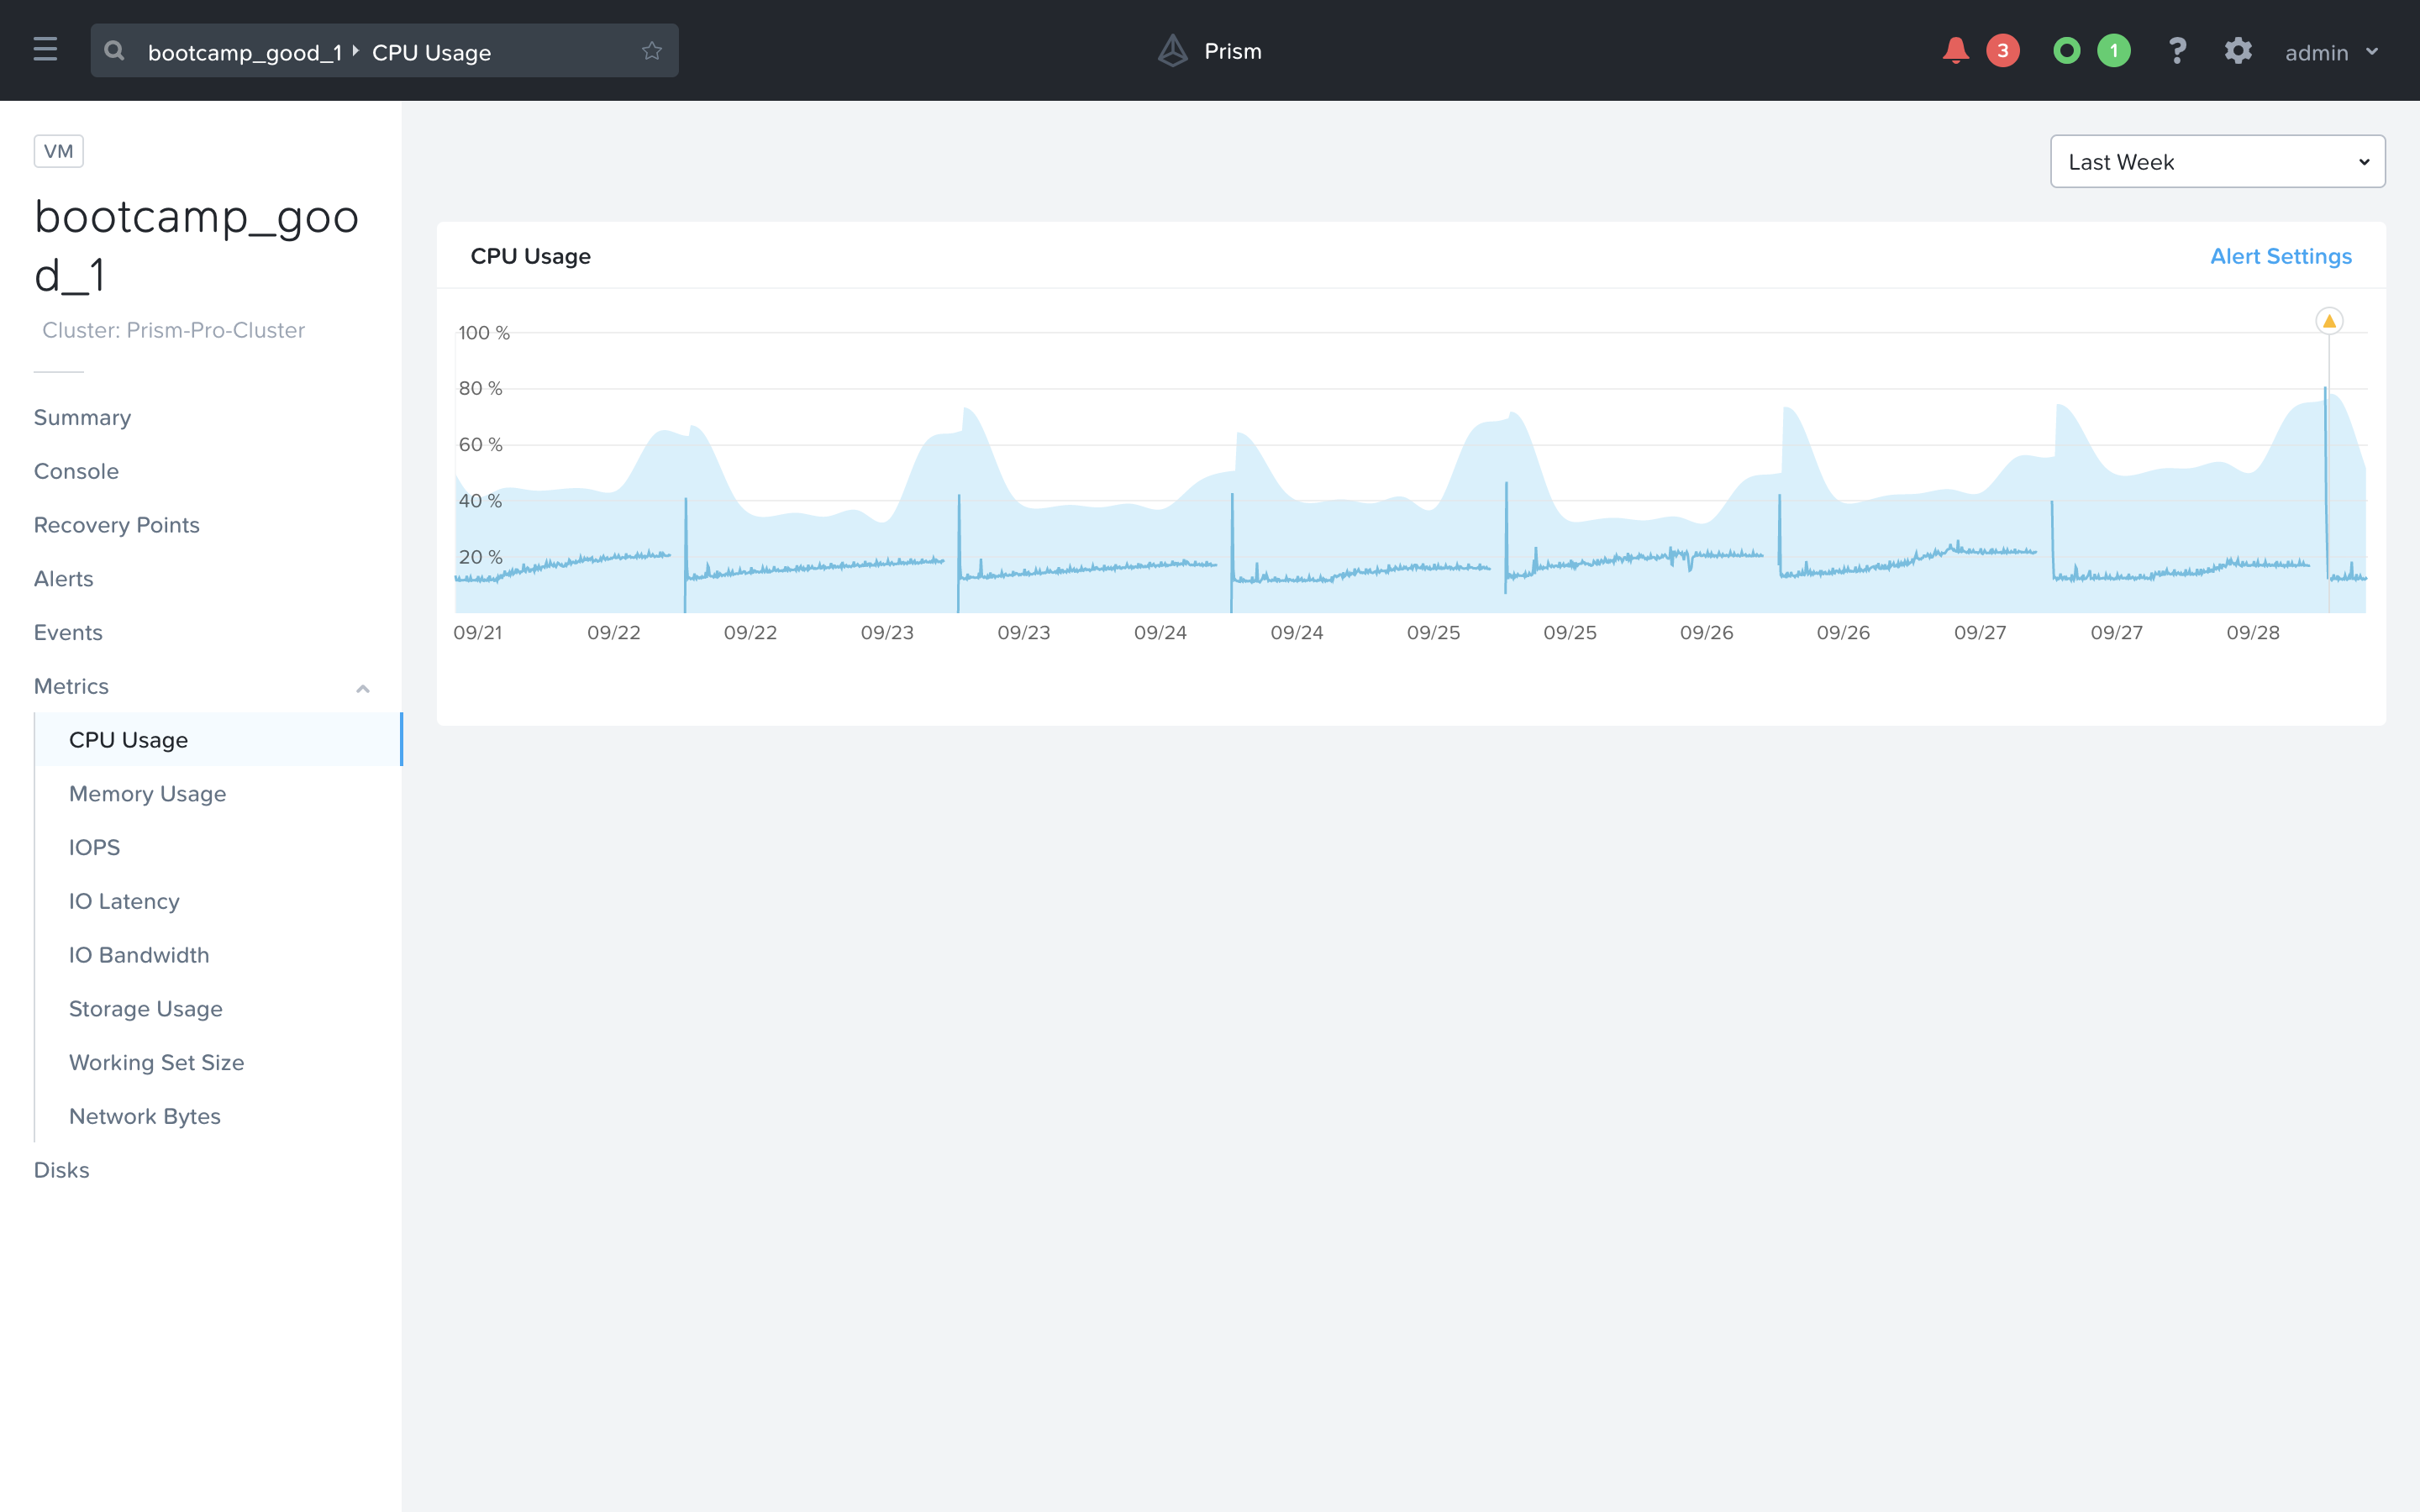 bootcamp_good_1 CPU Usage
Prism
3
1
?
admin
VM
bootcamp_goo
d_1
Cluster: Prism-Pro-Cluster
Summary
Console
Recovery Points
Alerts
Events
Metrics
CPU Usage
Memory Usage
IOPS
IO Latency
IO Bandwidth
Storage Usage
Working Set Size
Network Bytes
Disks
Last Week
CPU Usage
Alert Settings
100 %
80 %
60 %
40 %
20 %
09/21 09/22 09/22 09/23 09/23 09/24 09/24 09/25 09/25 09/26 09/26 09/27 09/27 09/28